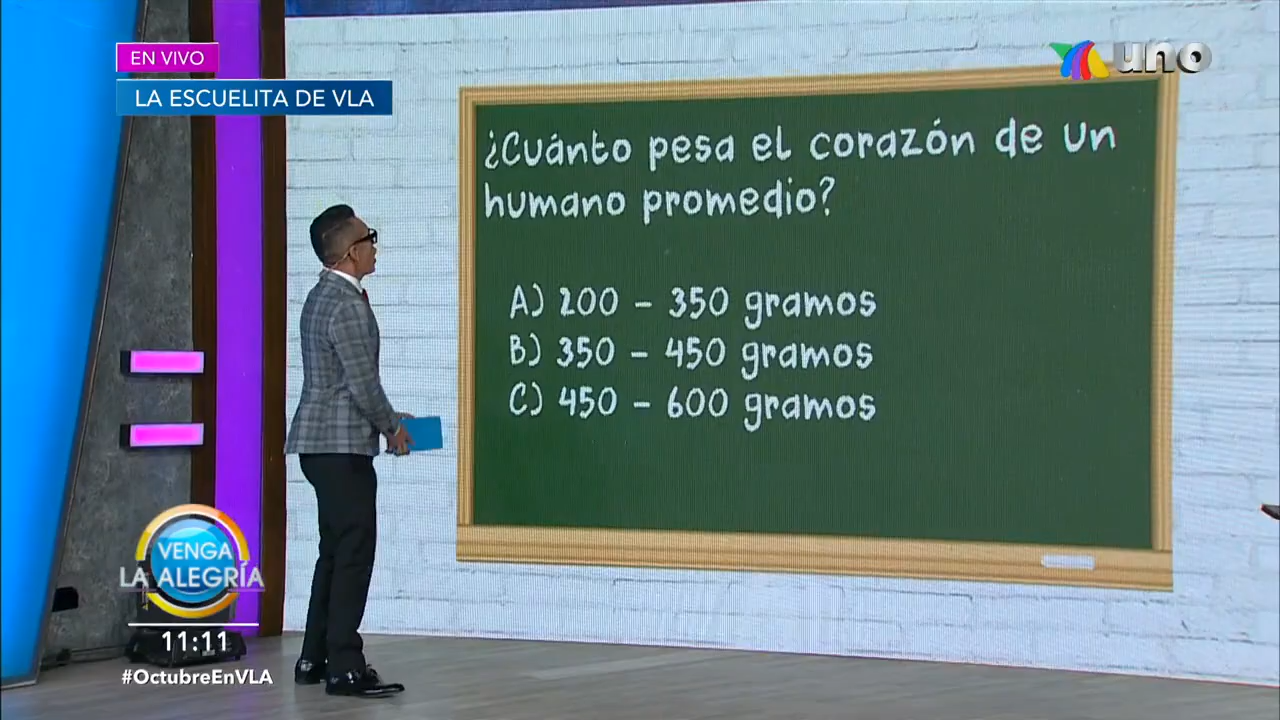 EN VIVO
LA ESCUELITA DE VLA
uno
¿Cuánto pesa el corazón de un
humano promedio?
A) 200 – 350 gramos
B) 350 – 450 gramos
C) 450 – 600 gramos
VENGA
LA ALEGRÍA
11:11
#OctubreEnVLA